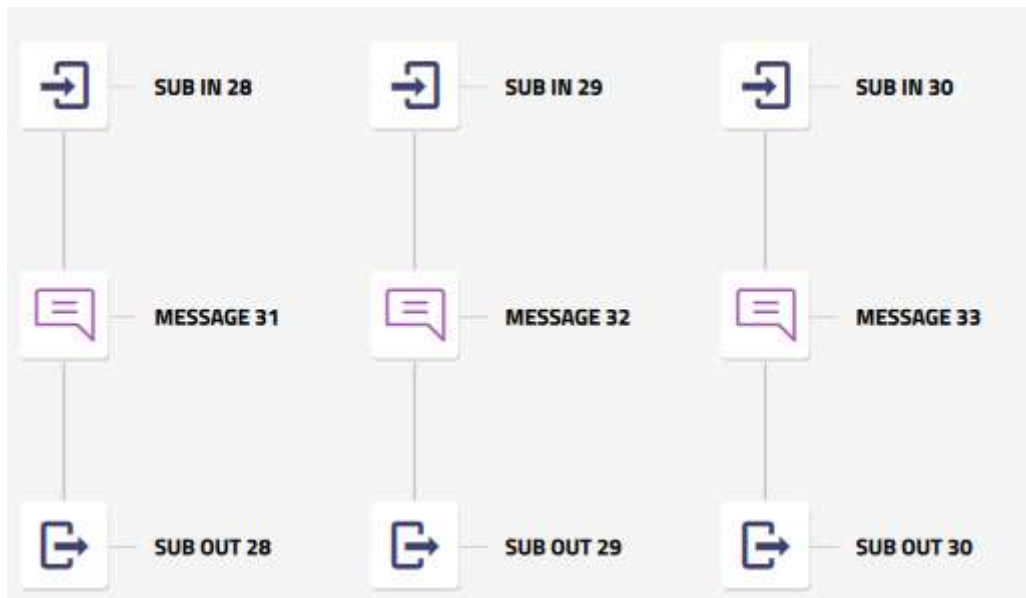 SUB IN 28
SUB IN 29
SUB IN 30
MESSAGE 31
MESSAGE 32
MESSAGE 33
SUB OUT 28
SUB OUT 29
SUB OUT 30